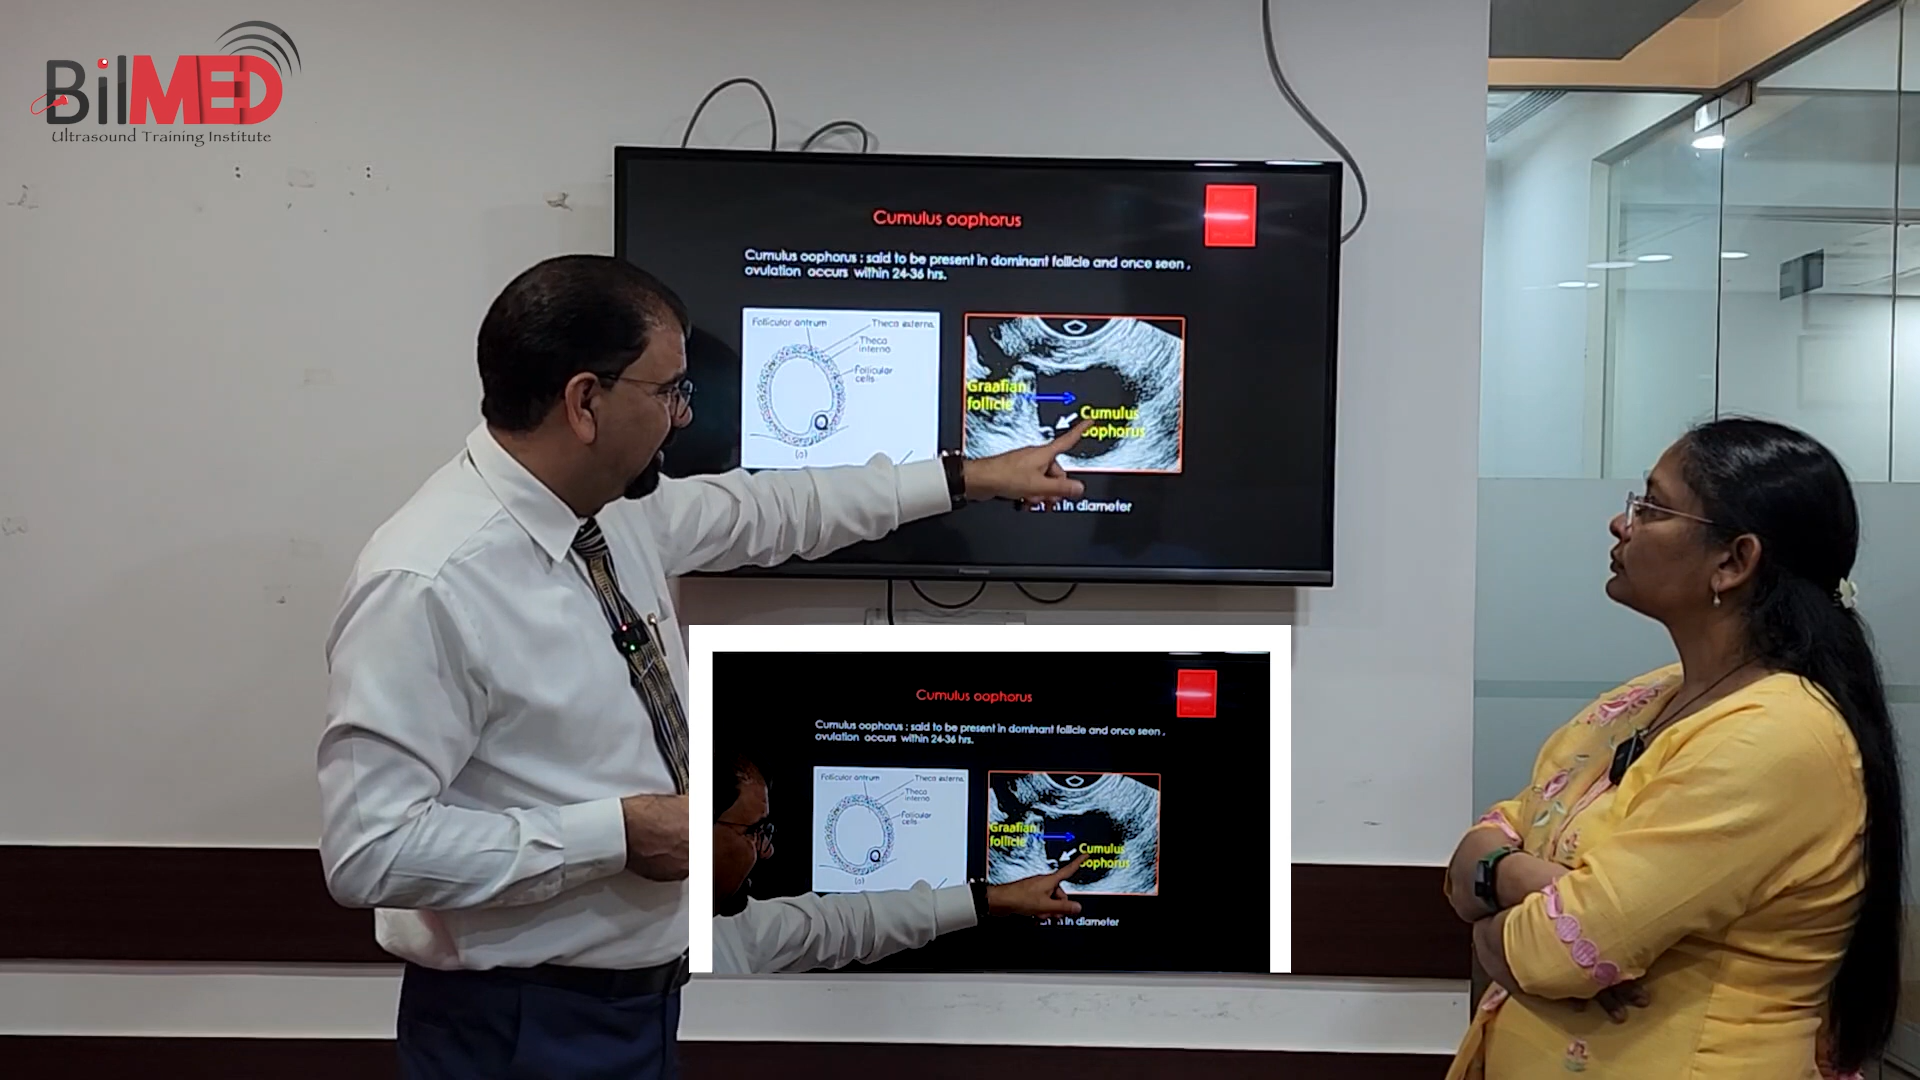 BilMED
Ultrasound Training Institute
Cumulus oophorus
Cumulus oophorus : said to be present in dominant follicle and once seen ,
ovulation occurs within 24-36 hrs.
Follicular antrum
Theca externa
Theca
interna
Follicular
cells
(a)
Graafian
follicle
Cumulus
oophorus
in diameter
Cumulus oophorus
Cumulus oophorus : said to be present in dominant follicle and once seen ,
ovulation occurs within 24-36 hrs.
Follicular antrum
Theca externa
Theca
interna
Follicular
cells
(a)
Graafian
follicle
Cumulus
oophorus
in diameter